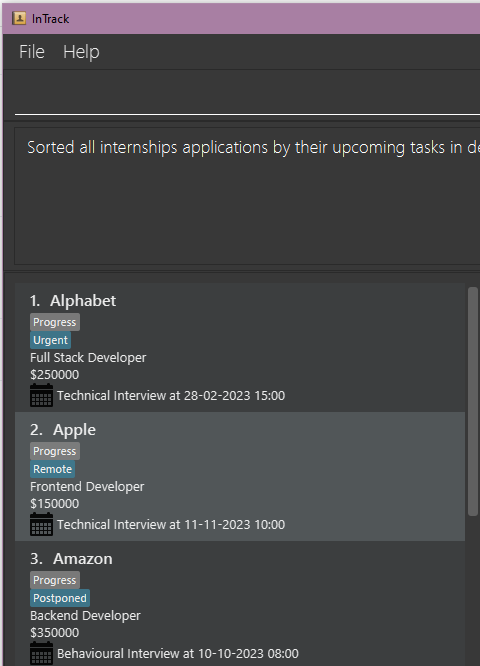 InTrack
File Help
Sorted all internships applications by their upcoming tasks in
1. Alphabet
Progress
Urgent
Full Stack Developer
$250000
Technical Interview at 28-02-2023 15:00
2. Apple
Progress
Remote
Frontend Developer
$150000
Technical Interview at 11-11-2023 10:00
3. Amazon
Progress
Postponed
Backend Developer
$350000
Behavioural Interview at 10-10-2023 08:00